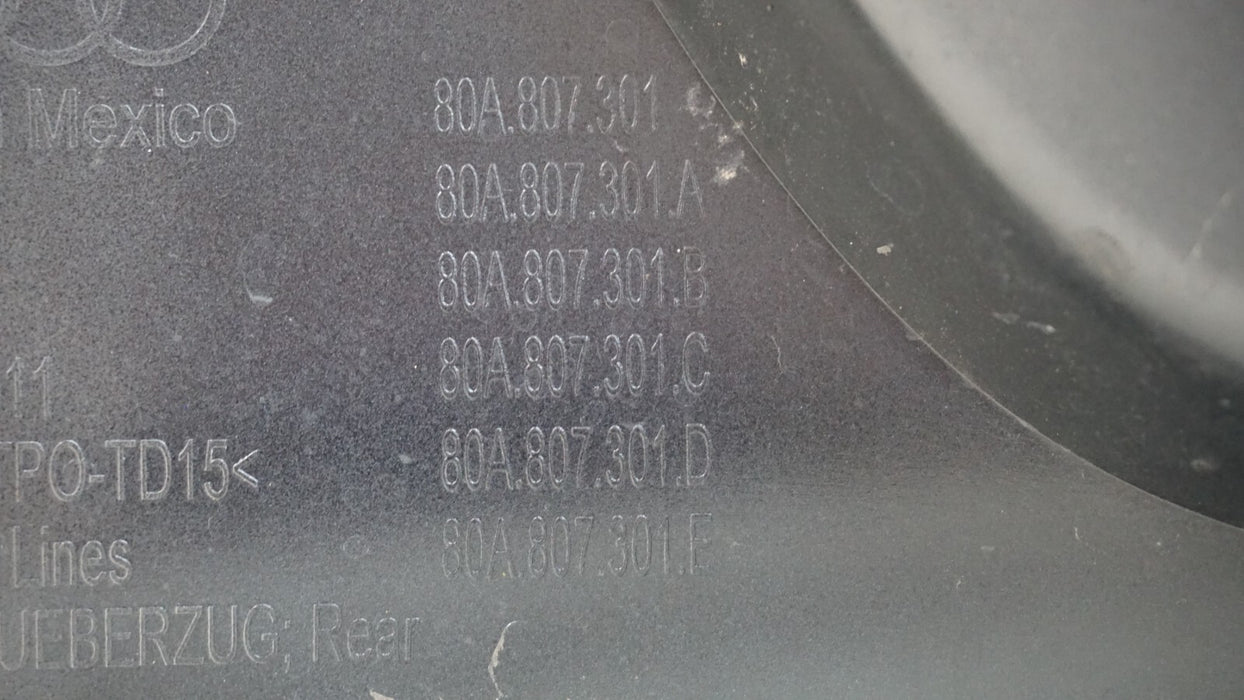 Mexico
80A.807.301
80A.807.301.A
80A.807.301.B
80A.807.301.C
11
80A.807.301.D
TPO-TD15<
80A.807.301.E
Lines
UEBERZUG; Rear